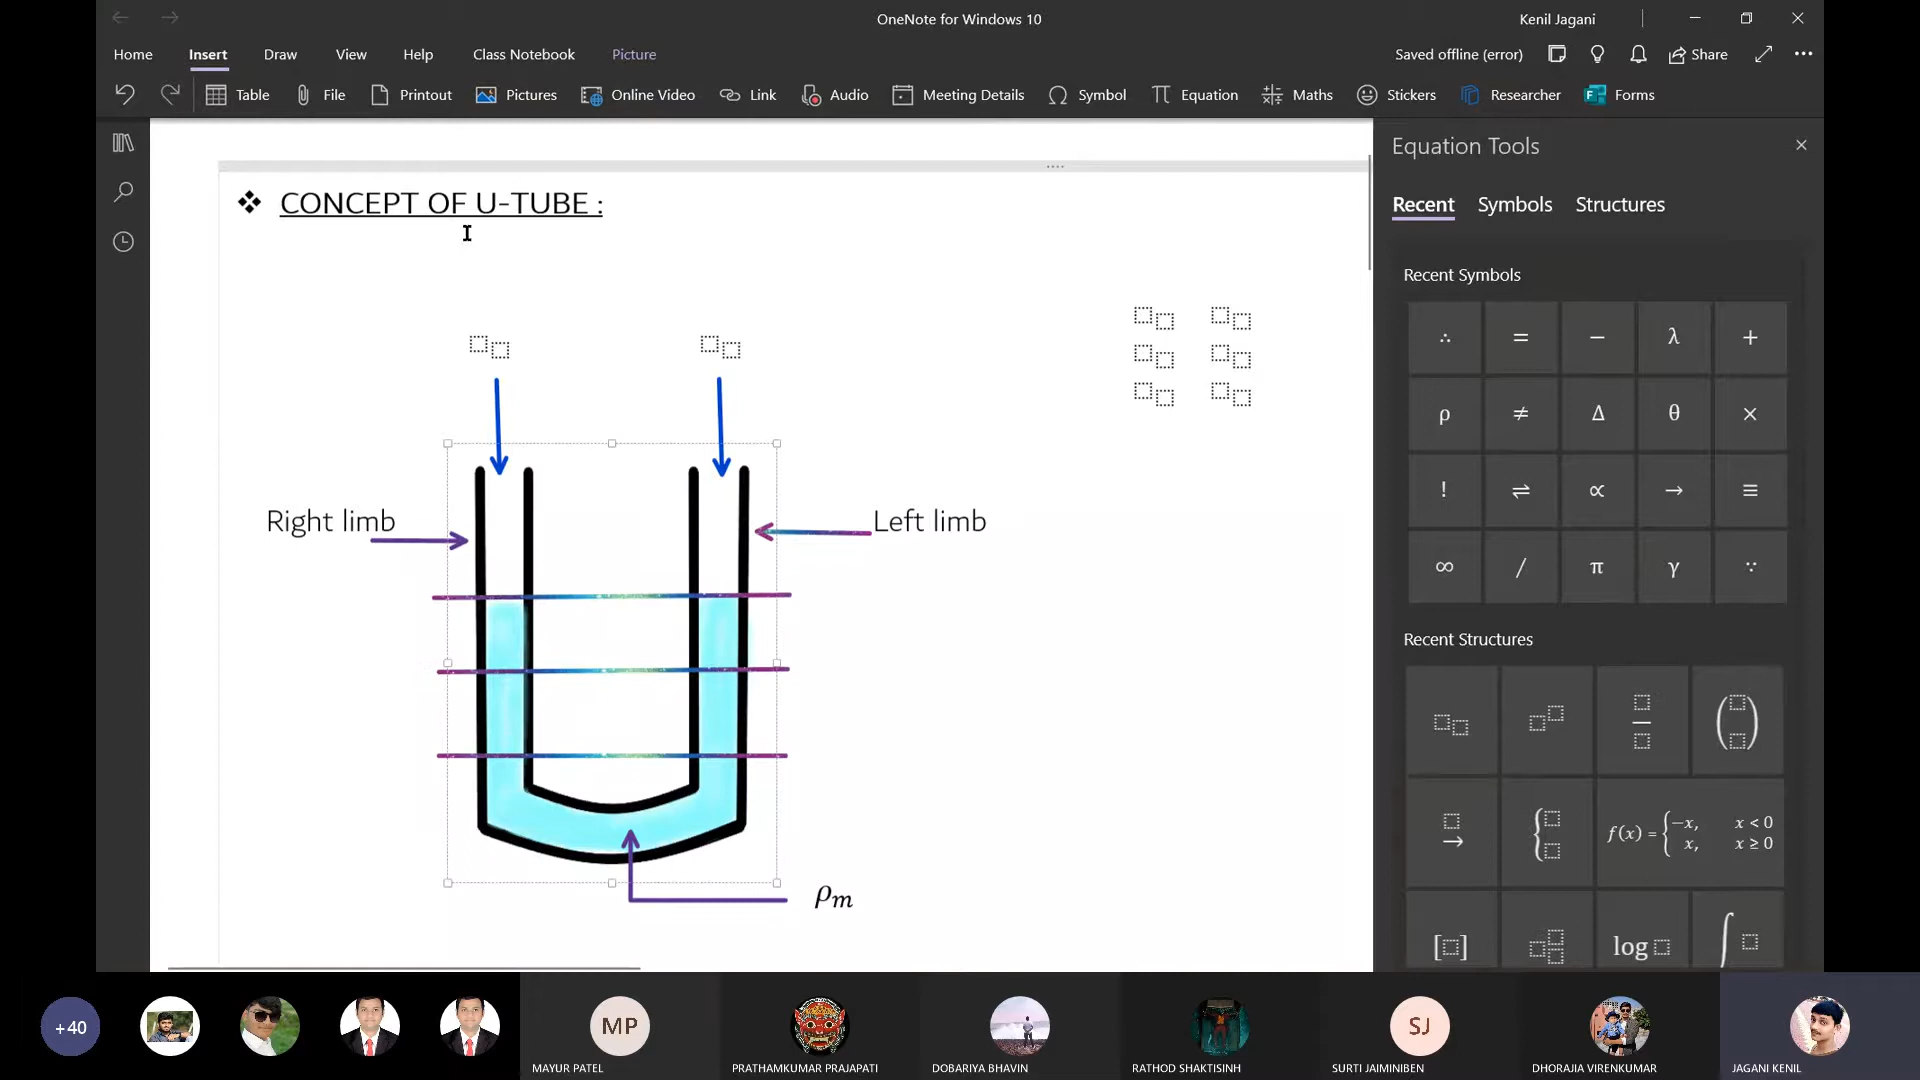 OneNote for Windows 10
Kenil Jagani
Home Insert Draw View Help Class Notebook Picture
Saved offline (error) Share
Table File Printout Pictures Online Video Link Audio Meeting Details Symbol Equation Maths Stickers Researcher Forms
CONCEPT OF U-TUBE :
Right limb
Left limb
ρm
Equation Tools
Recent Symbols Structures
Recent Symbols
∴ = − λ +
ρ ≠ Δ θ ×
! ⇌ ∝ → ≡
∞ / π γ ∵
Recent Structures
f(x) = {−x, x < 0
x, x ≥ 0
log
+40
MP
SJ
MAYUR PATEL
PRATHAMKUMAR PRAJAPATI
DOBARIYA BHAVIN
RATHOD SHAKTISINH
SURTI JAIMINIBEN
DHORAJIA VIRENKUMAR
JAGANI KENIL